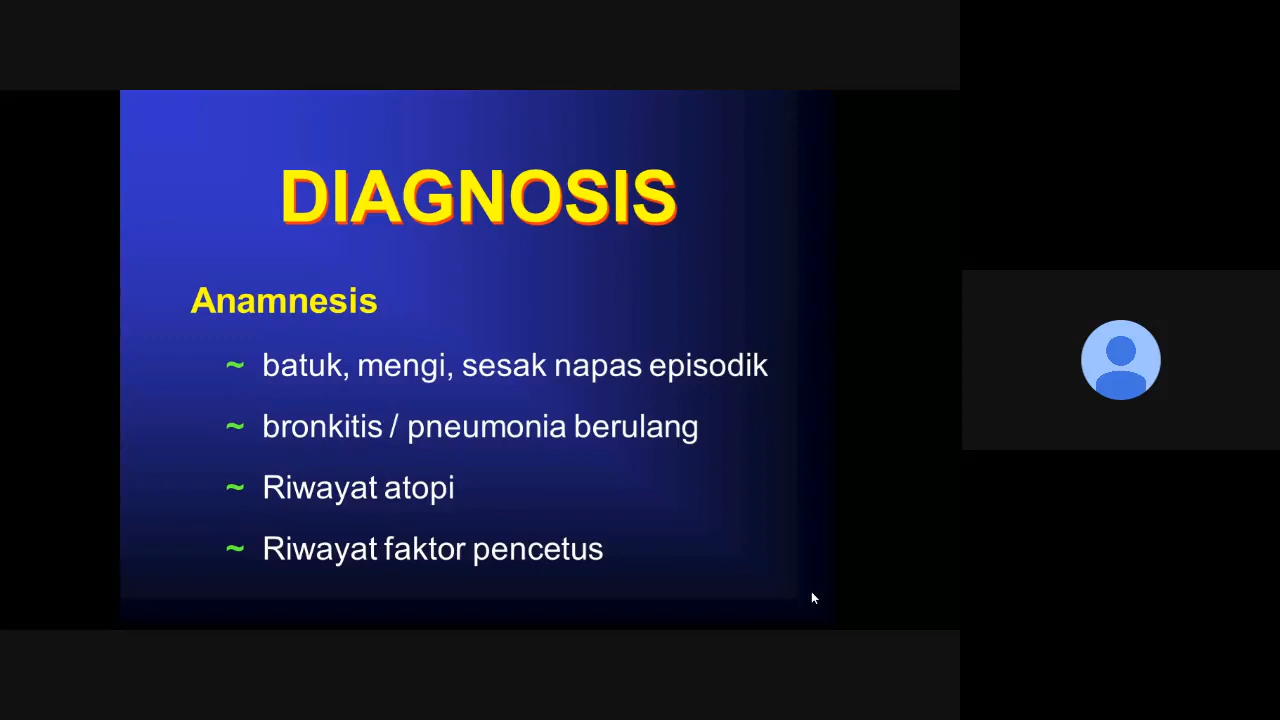 DIAGNOSIS
Anamnesis
~ batuk, mengi, sesak napas episodik
~ bronkitis / pneumonia berulang
~ Riwayat atopi
~ Riwayat faktor pencetus